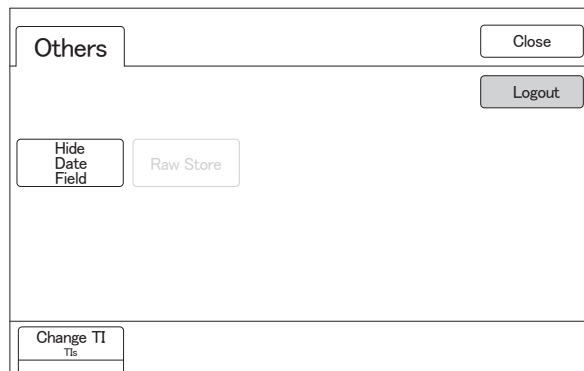 Others
Close
Logout
Hide
Date
Field
Raw Store
Change TI
TIs